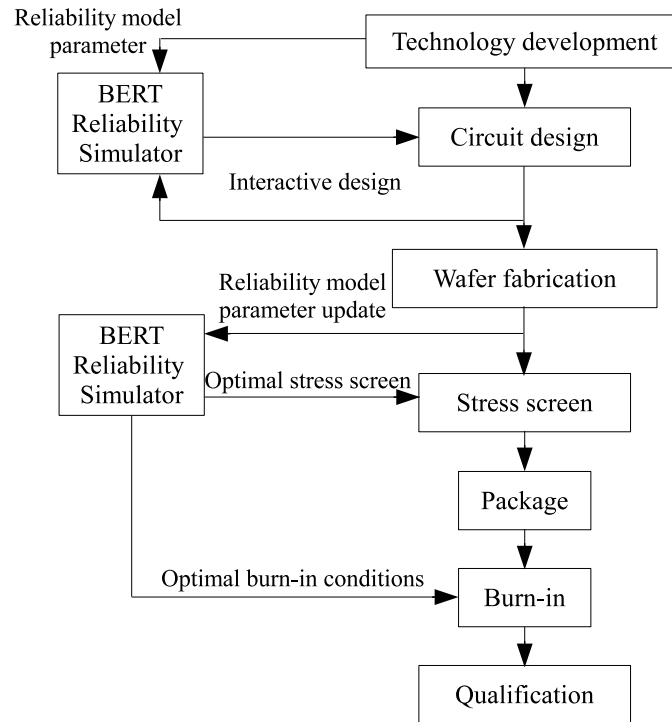 Reliability model
parameter
Technology development
BERT
Reliability
Simulator
Circuit design
Interactive design
Wafer fabrication
Reliability model
parameter update
BERT
Reliability
Simulator
Optimal stress screen
Stress screen
Package
Optimal burn-in conditions
Burn-in
Qualification